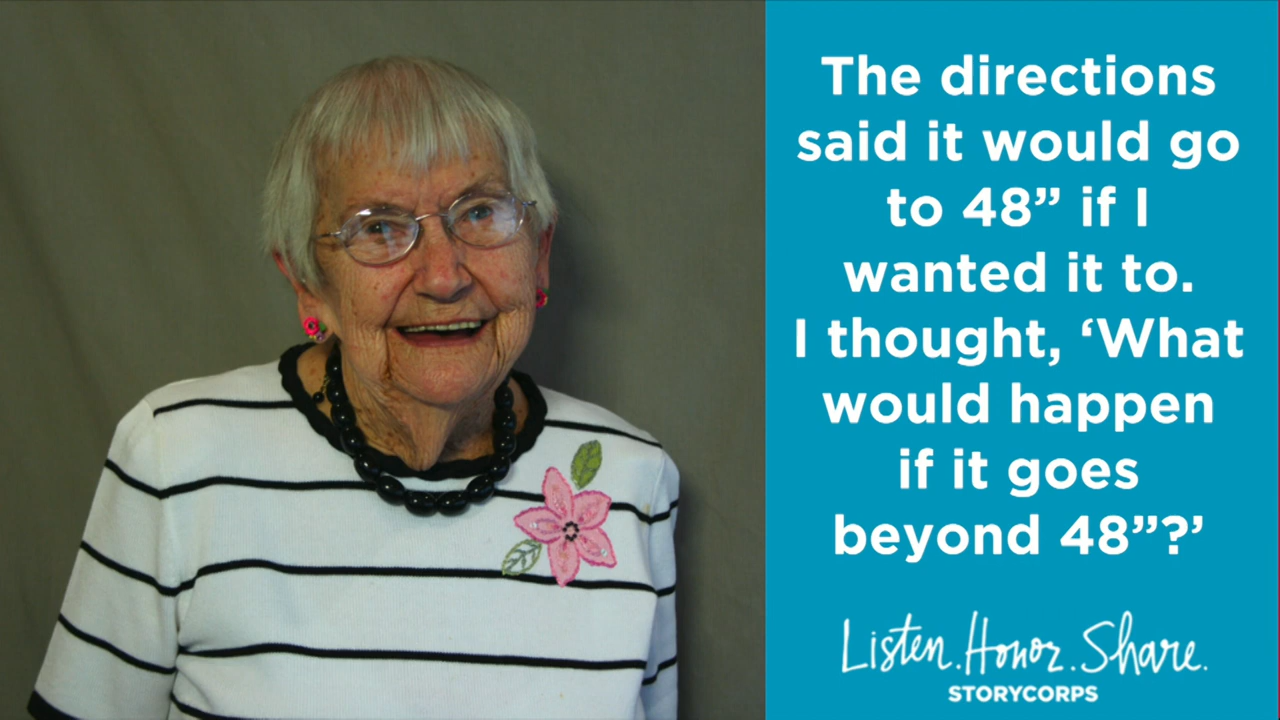 The directions
said it would go
to 48” if I
wanted it to.
I thought, ‘What
would happen
if it goes
beyond 48”?’
Listen. Honor. Share.
STORYCORPS